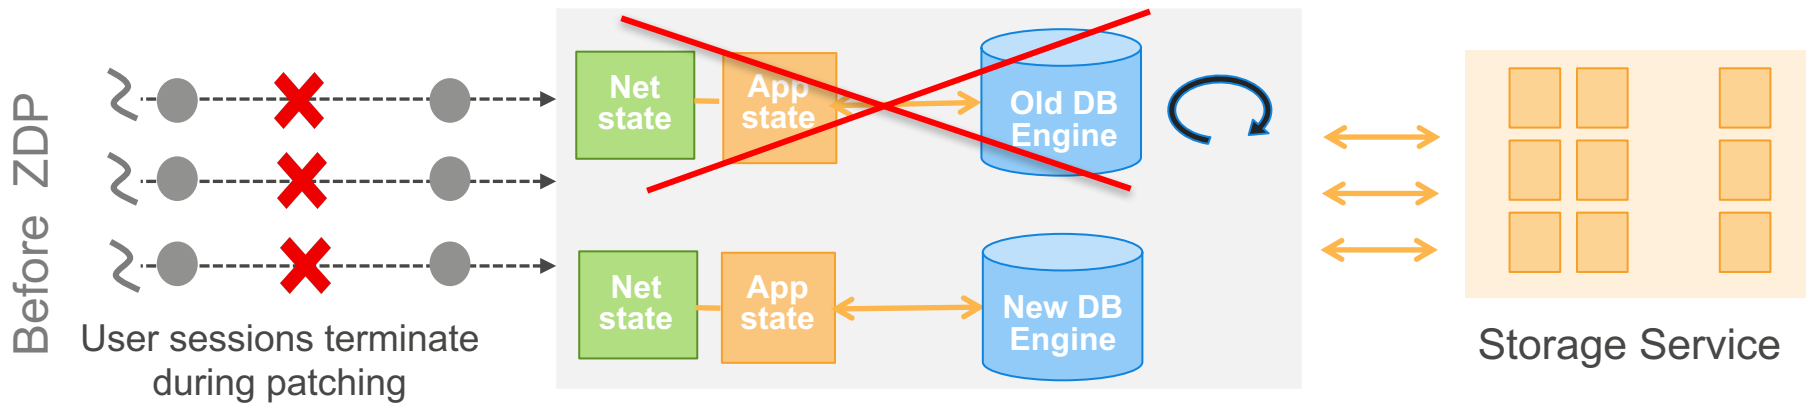 Before ZDP
User sessions terminate
during patching
Net
state
App
state
Old DB
Engine
Net
state
App
state
New DB
Engine
Storage Service